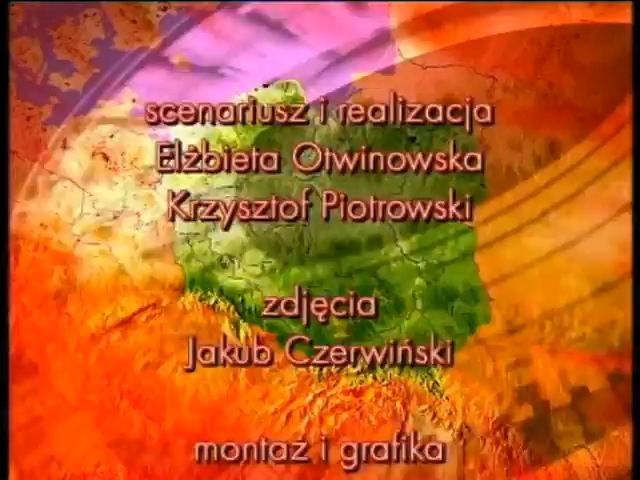 scenariusz i realizacja
Elżbieta Otwinowska
Krzysztof Piotrowski
zdjęcia
Jakub Czerwiński
montaż i grafika